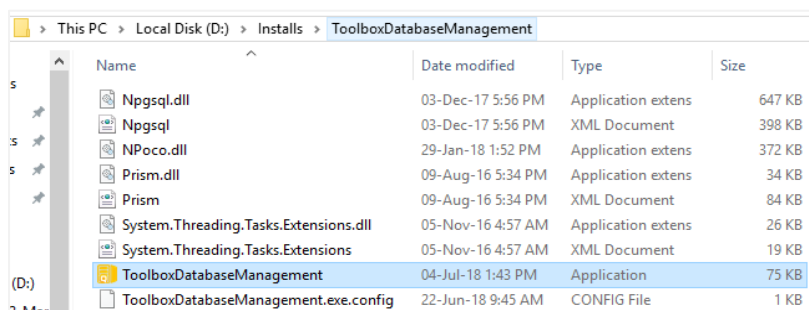 > This PC > Local Disk (D:) > Installs > ToolboxDatabaseManagement
Name Date modified Type Size
s
Npgsql.dll 03-Dec-17 5:56 PM Application extens 647 KB
Npgsql 03-Dec-17 5:56 PM XML Document 398 KB
:s NPoco.dll 29-Jan-18 1:52 PM Application extens 372 KB
s Prism.dll 09-Aug-16 5:34 PM Application extens 34 KB
Prism 09-Aug-16 5:34 PM XML Document 84 KB
System.Threading.Tasks.Extensions.dll 05-Nov-16 4:57 AM Application extens 26 KB
System.Threading.Tasks.Extensions 05-Nov-16 4:57 AM XML Document 19 KB
(D:) ToolboxDatabaseManagement 04-Jul-18 1:43 PM Application 75 KB
ToolboxDatabaseManagement.exe.config 22-Jun-18 9:45 AM CONFIG File 1 KB